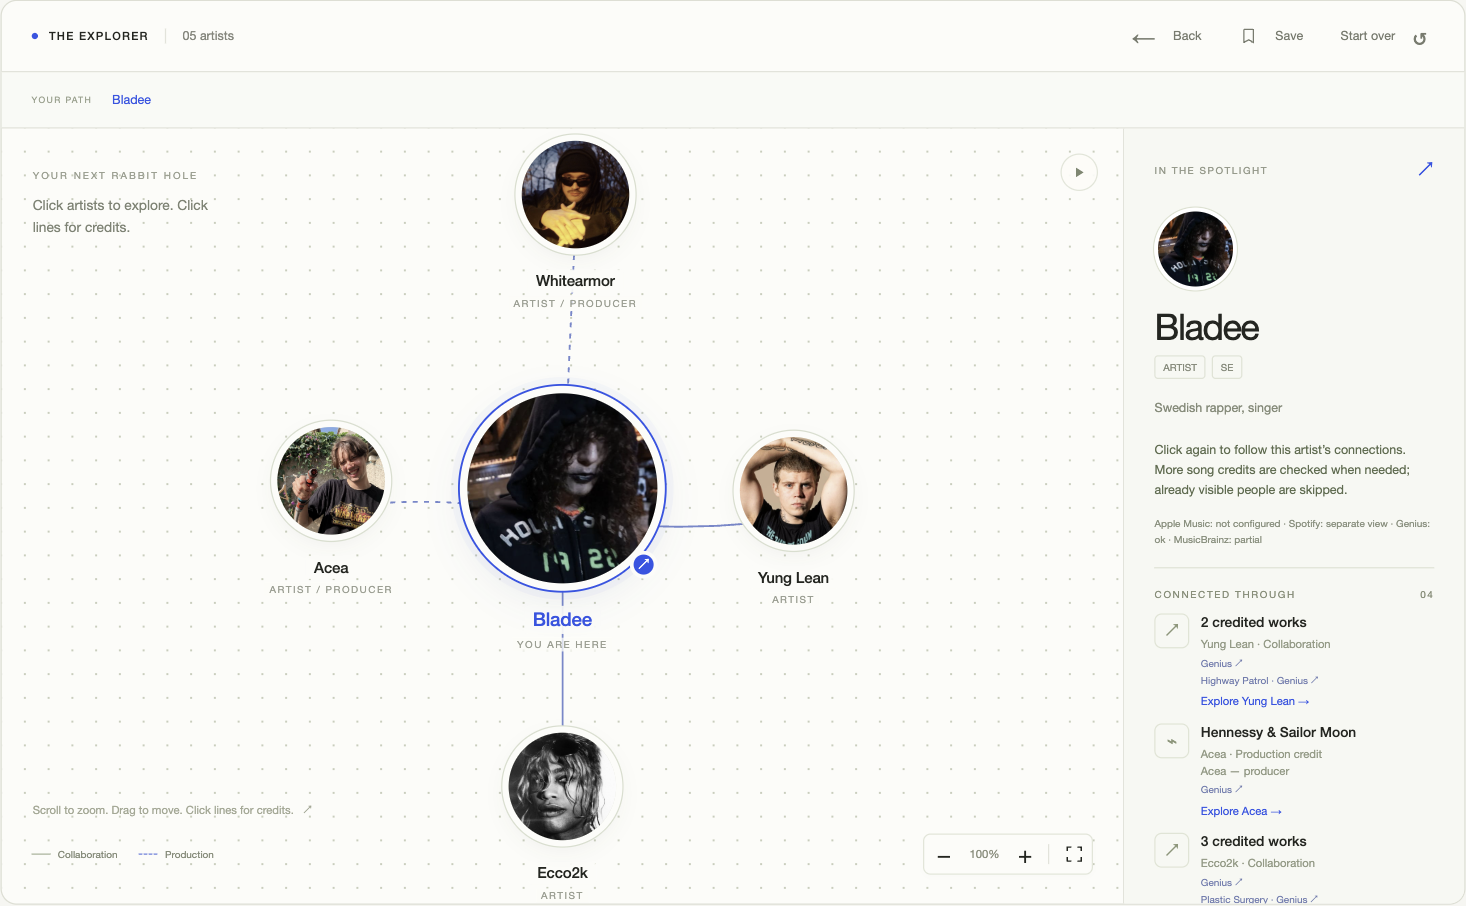 THE EXPLORER
05 artists
Back
Save
Start over
YOUR PATH
Bladee
YOUR NEXT RABBIT HOLE
Click artists to explore. Click
lines for credits.
Whitearmor
ARTIST / PRODUCER
Acea
ARTIST / PRODUCER
Yung Lean
ARTIST
Bladee
YOU ARE HERE
Ecco2k
ARTIST
Scroll to zoom. Drag to move. Click lines for credits. ↗
Collaboration
Production
− 100% +
IN THE SPOTLIGHT
Bladee
ARTIST
SE
Swedish rapper, singer
Click again to follow this artist's connections.
More song credits are checked when needed;
already visible people are skipped.
Apple Music: not configured · Spotify: separate view · Genius:
ok · MusicBrainz: partial
CONNECTED THROUGH
04
2 credited works
Yung Lean · Collaboration
Genius ↗
Highway Patrol · Genius ↗
Explore Yung Lean →
Hennessy & Sailor Moon
Acea · Production credit
Acea — producer
Genius ↗
Explore Acea →
3 credited works
Ecco2k · Collaboration
Genius ↗
Plastic Surgery · Genius ↗